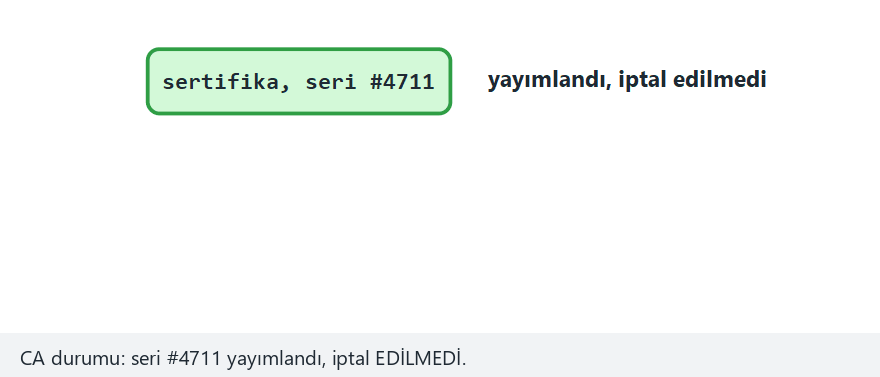 sertifika, seri #4711
yayımlandı, iptal edilmedi
CA durumu: seri #4711 yayımlandı, iptal EDİLMEDİ.